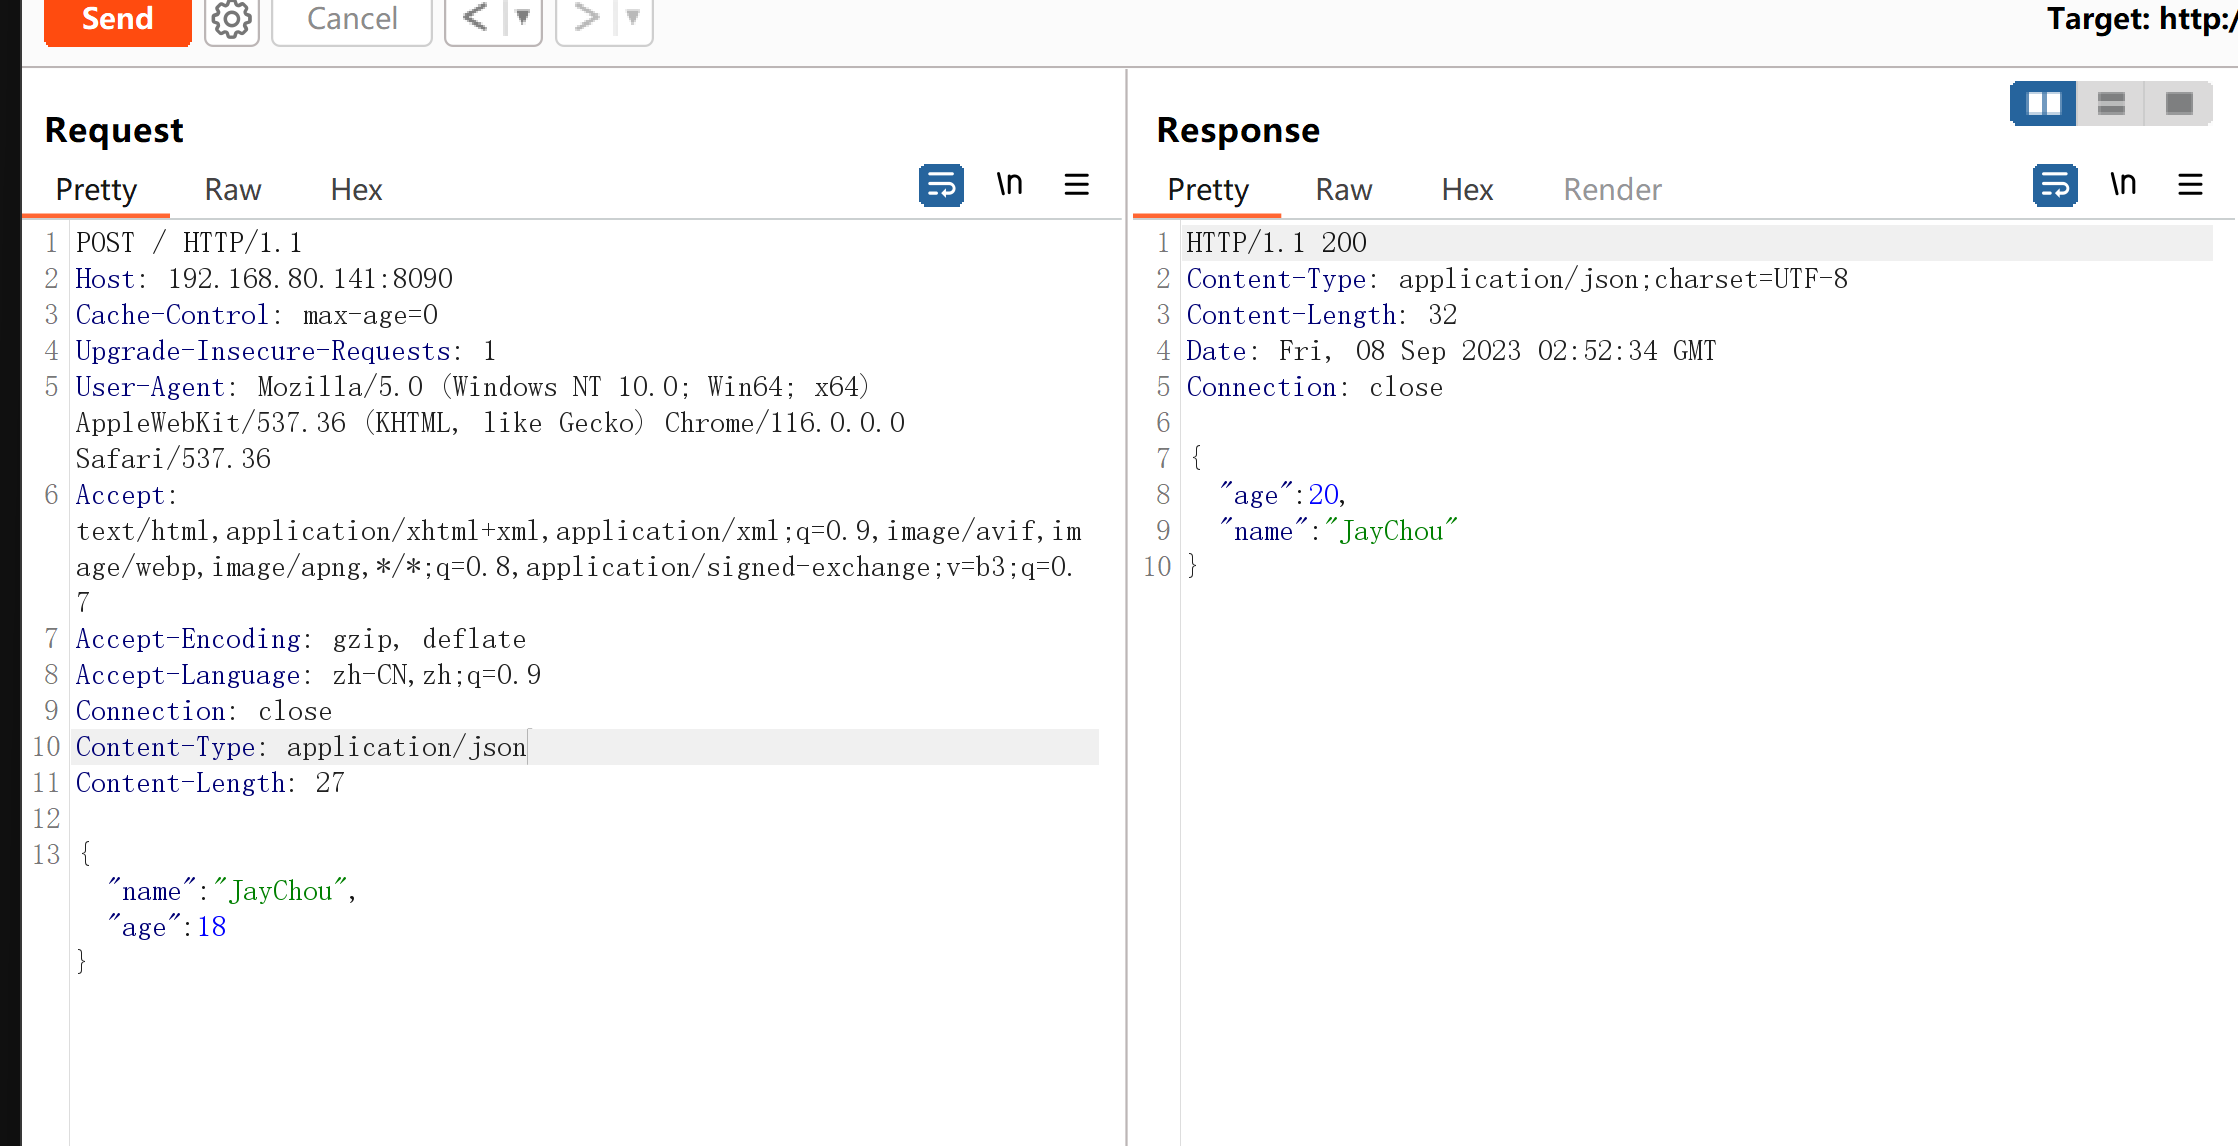 Send
Cancel
< ▼
> ▼
Target: http:/
Request
Pretty Raw Hex
\n
1 POST / HTTP/1.1
2 Host: 192.168.80.141:8090
3 Cache-Control: max-age=0
4 Upgrade-Insecure-Requests: 1
5 User-Agent: Mozilla/5.0 (Windows NT 10.0; Win64; x64)
AppleWebKit/537.36 (KHTML, like Gecko) Chrome/116.0.0.0
Safari/537.36
6 Accept:
text/html,application/xhtml+xml,application/xml;q=0.9,image/avif,im
age/webp,image/apng,*/*;q=0.8,application/signed-exchange;v=b3;q=0.
7
7 Accept-Encoding: gzip, deflate
8 Accept-Language: zh-CN,zh;q=0.9
9 Connection: close
10 Content-Type: application/json
11 Content-Length: 27
12
13 {
"name":"JayChou",
"age":18
}
Response
Pretty Raw Hex Render
\n
1 HTTP/1.1 200
2 Content-Type: application/json;charset=UTF-8
3 Content-Length: 32
4 Date: Fri, 08 Sep 2023 02:52:34 GMT
5 Connection: close
6
7 {
8 "age":20,
9 "name":"JayChou"
10 }